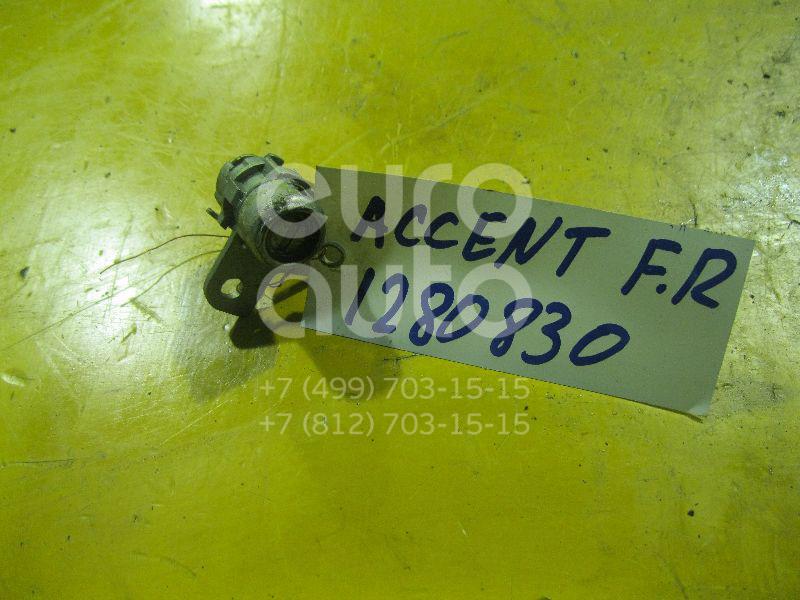 euro
auto
ACCENT F.R
1280830
+7 (499) 703-15-15
+7 (812) 703-15-15